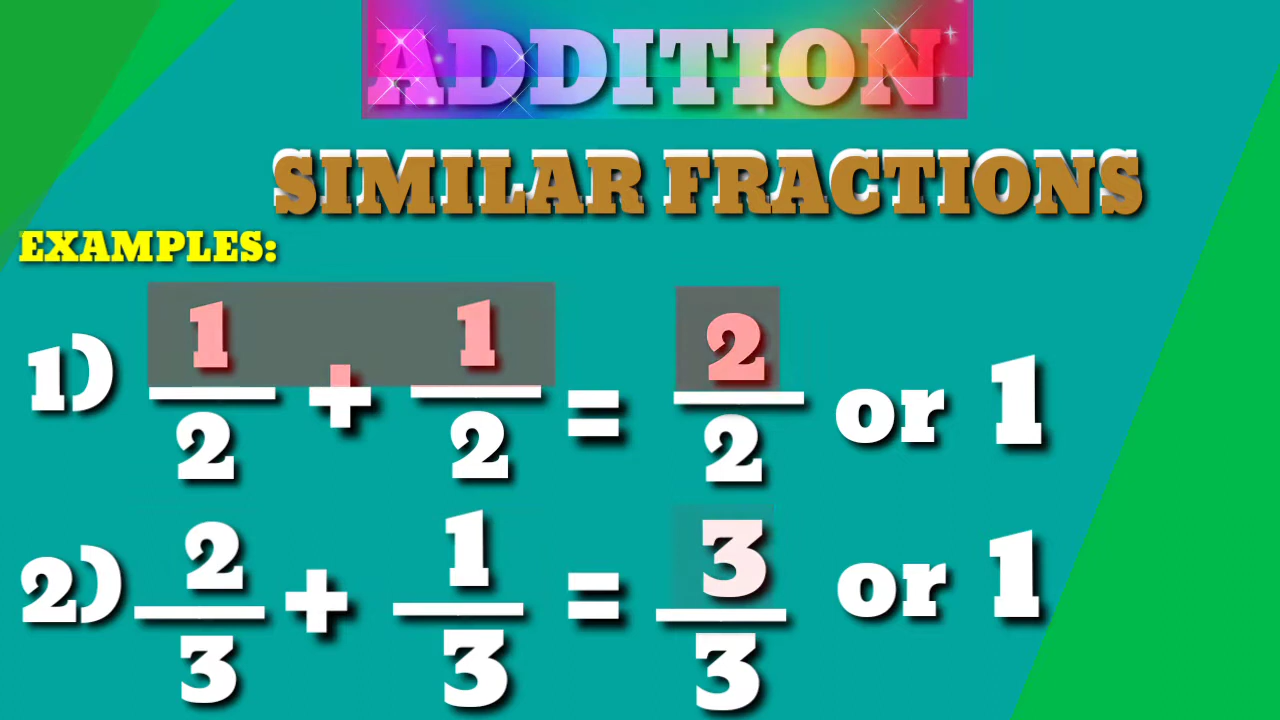 ADDITION
SIMILAR FRACTIONS
EXAMPLES:
1) 1/2 + 1/2 = 2/2 or 1
2) 2/3 + 1/3 = 3/3 or 1